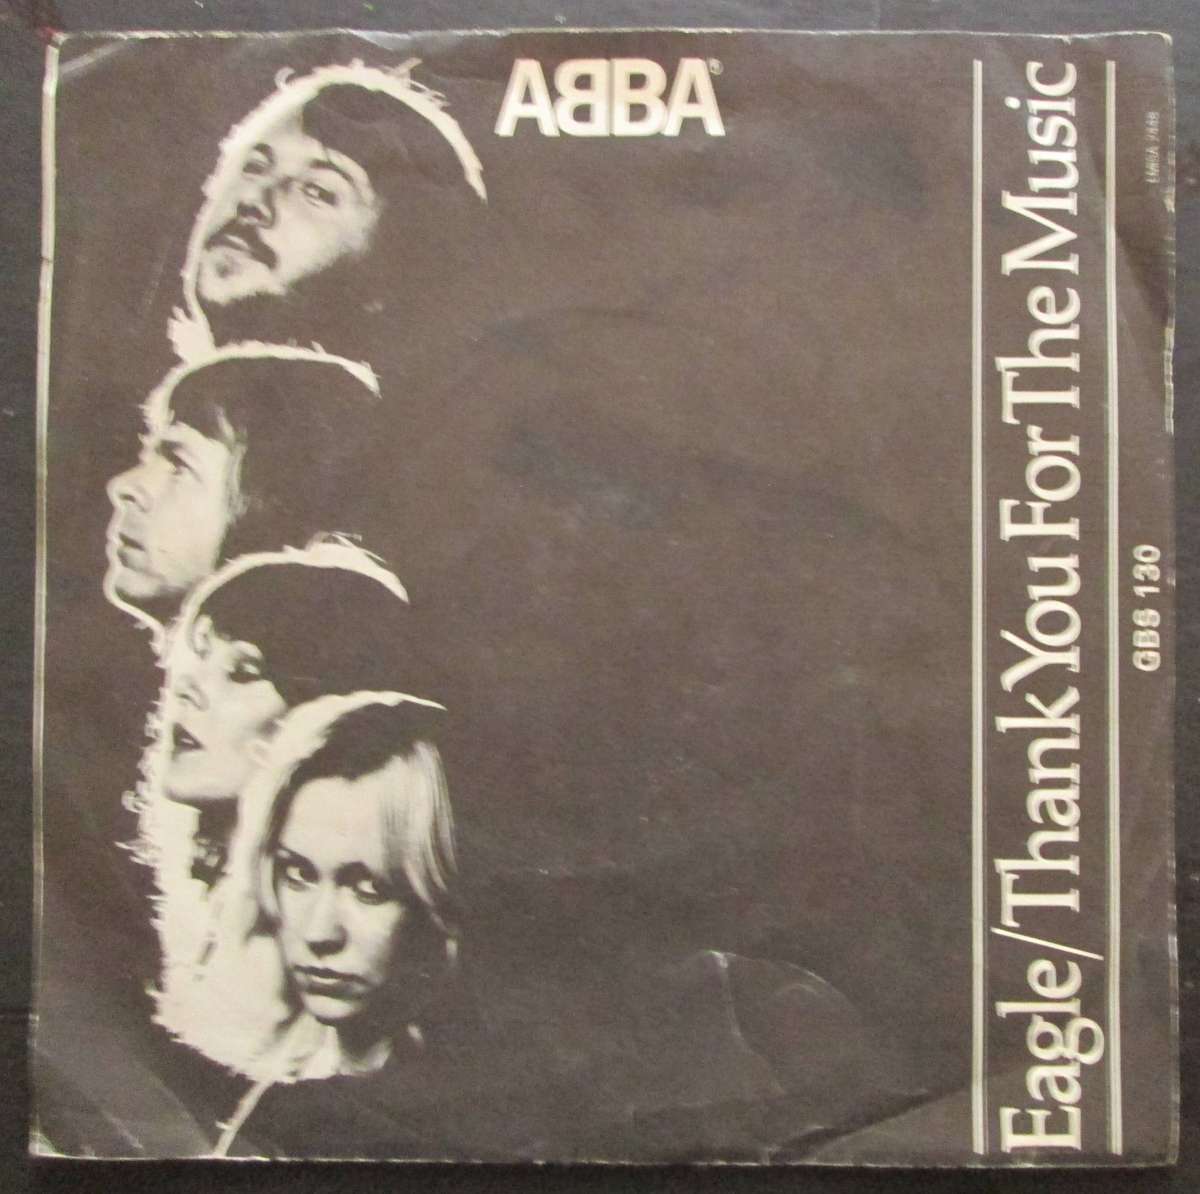 ABBA®
Eagle/Thank You For The Music
GBS 130